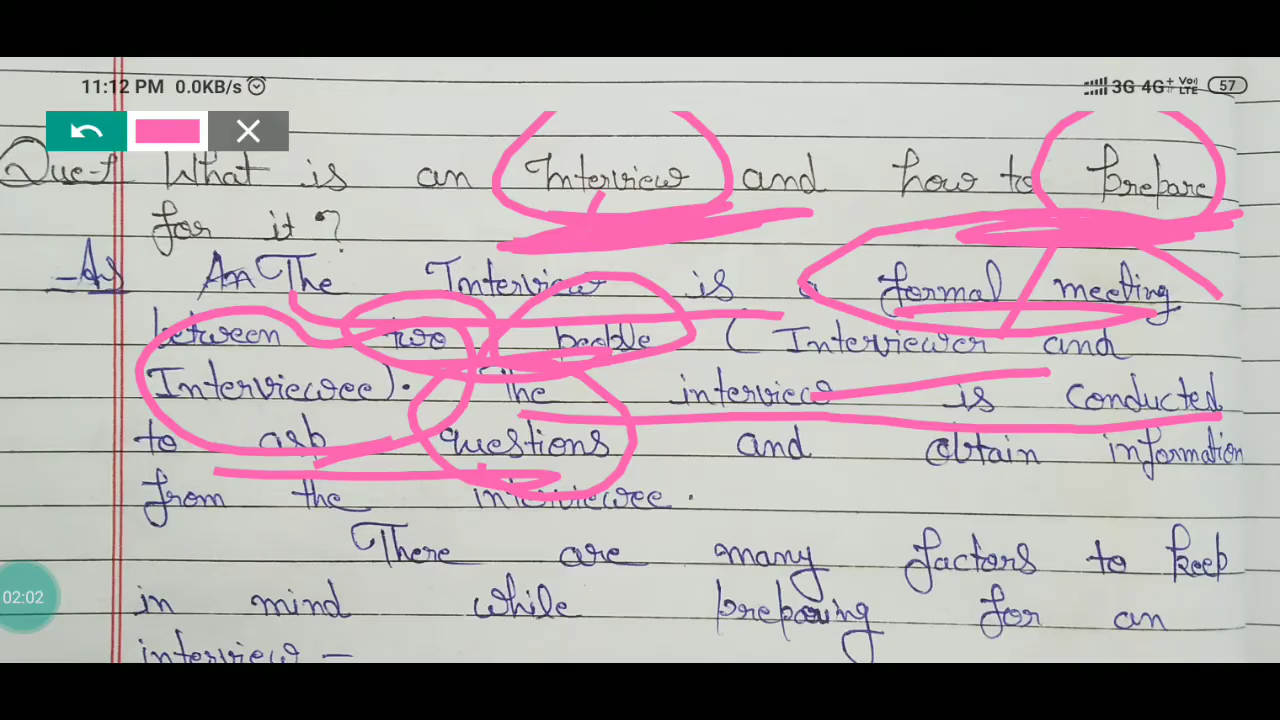 11:12 PM 0.0KB/s 3G 4G+ VoI LTE 57
Que-1 What is an Interview and how to Prepare
for it?
Ans An The Interview is a formal meeting
between two people (Interviewer and
Interviewee). The interview is conducted
to ask questions and obtain information
from the interviewee.
There are many factors to keep
02:02
in mind while preparing for an
interview –